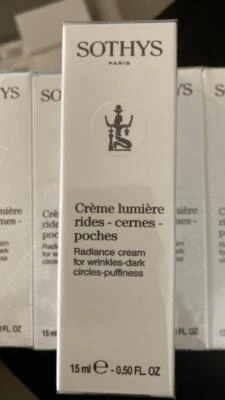 SOTHYS
PARIS
Crème lumière
rides - cernes -
poches
Radiance cream
for wrinkles-dark
circles-puffiness
15 ml e - 0.50 FL. OZ